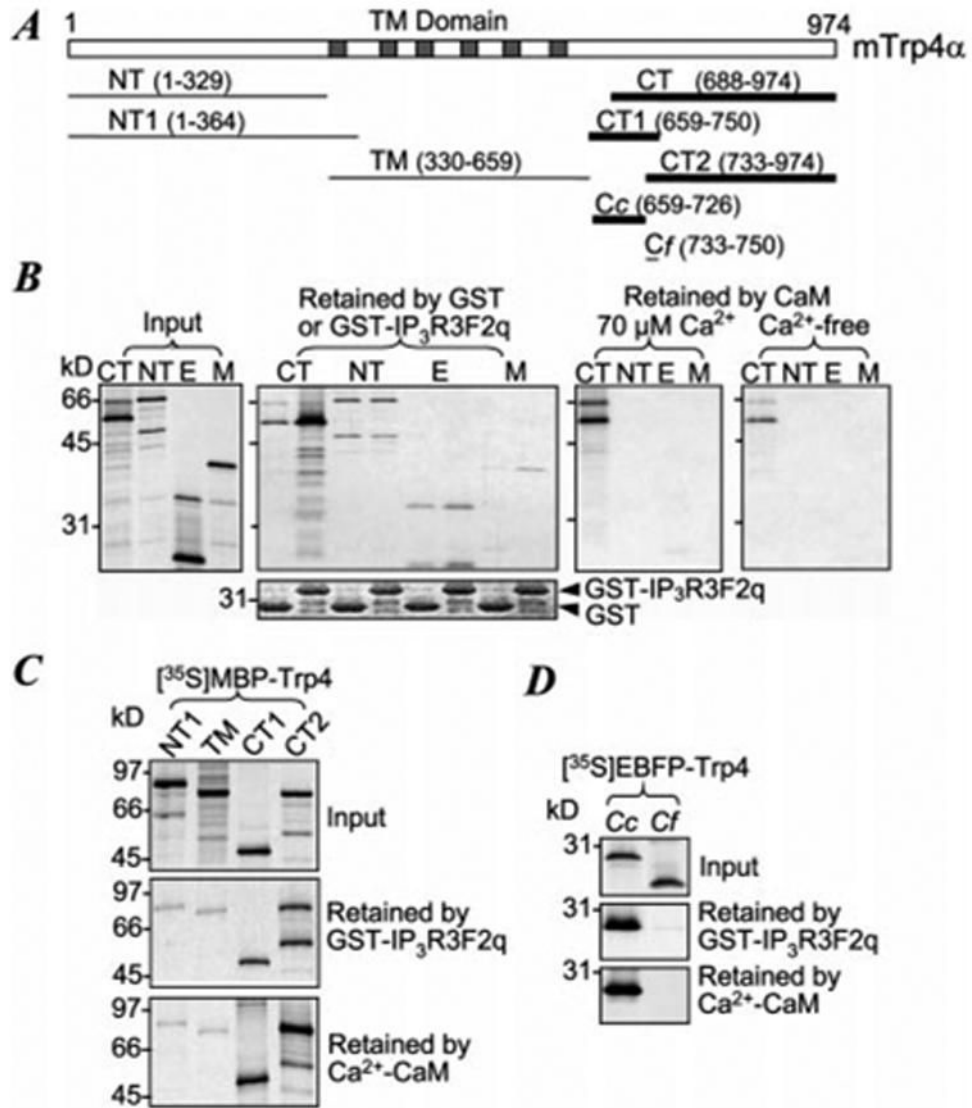 A
1 TM Domain 974
mTrp4α
NT (1-329) CT (688-974)
NT1 (1-364) CT1 (659-750)
TM (330-659) CT2 (733-974)
Cc (659-726)
Cf (733-750)
B
Input
Retained by GST
or GST-IP3R3F2q
Retained by CaM
70 µM Ca2+ Ca2+-free
kD CT NT E M CT NT E M CT NT E M CT NT E M
66
45
31
31
GST-IP3R3F2q
GST
C
[35S]MBP-Trp4
kD NT1 TM CT1 CT2
97
66
45
Input
97
66
45
Retained by
GST-IP3R3F2q
97
66
45
Retained by
Ca2+-CaM
D
[35S]EBFP-Trp4
kD Cc Cf
31
Input
31
Retained by
GST-IP3R3F2q
31
Retained by
Ca2+-CaM